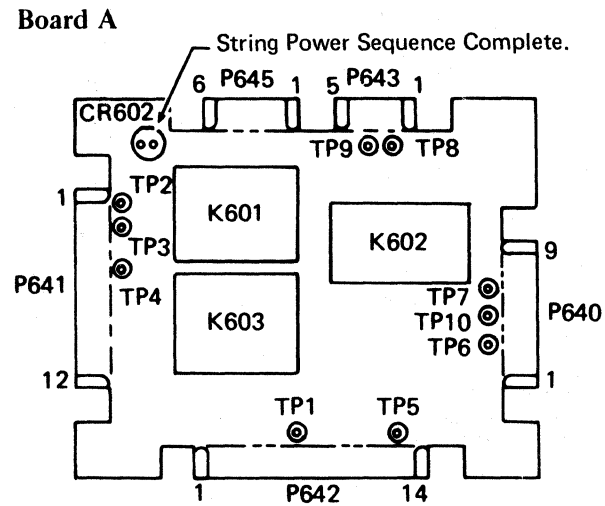 Board A
String Power Sequence Complete.
6 P645 1 5 P643 1
CR602
TP9 TP8
TP2
1
K601
K602
TP3
9
P641
TP4
TP7
P640
K603
TP10
TP6
12
1
TP1 TP5
1 P642 14